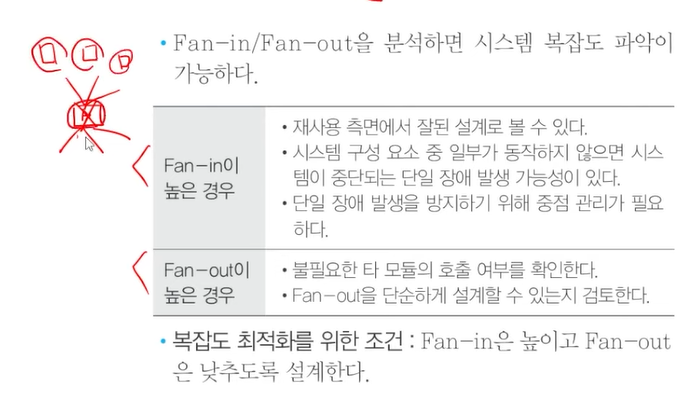 • Fan-in/Fan-out을 분석하면 시스템 복잡도 파악이
가능하다.
Fan-in이
높은 경우
• 재사용 측면에서 잘된 설계로 볼 수 있다.
• 시스템 구성 요소 중 일부가 동작하지 않으면 시스
템이 중단되는 단일 장애 발생 가능성이 있다.
• 단일 장애 발생을 방지하기 위해 중점 관리가 필요
하다.
Fan-out이
높은 경우
• 불필요한 타 모듈의 호출 여부를 확인한다.
• Fan-out을 단순하게 설계할 수 있는지 검토한다.
• 복잡도 최적화를 위한 조건 : Fan-in은 높이고 Fan-out
은 낮추도록 설계한다.